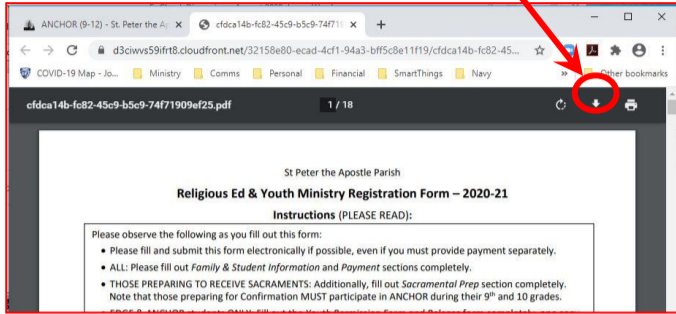 ANCHOR (9-12) - St. Peter the Ap
cfdca14b-fc82-45c9-b5c9-74f71
d3ciwvs59ifrt8.cloudfront.net/32158e80-ecad-4cf1-94a3-bff5c8e11f19/cfdca14b-fc82-45...
COVID-19 Map - Jo... Ministry Comms Personal Financial SmartThings Navy » Other bookmarks
cfdca14b-fc82-45c9-b5c9-74f71909ef25.pdf 1 / 18
St Peter the Apostle Parish
Religious Ed & Youth Ministry Registration Form – 2020-21
Instructions (PLEASE READ):
Please observe the following as you fill out this form:
• Please fill and submit this form electronically if possible, even if you must provide payment separately.
• ALL: Please fill out Family & Student Information and Payment sections completely.
• THOSE PREPARING TO RECEIVE SACRAMENTS: Additionally, fill out Sacramental Prep section completely.
Note that those preparing for Confirmation MUST participate in ANCHOR during their 9th and 10 grades.